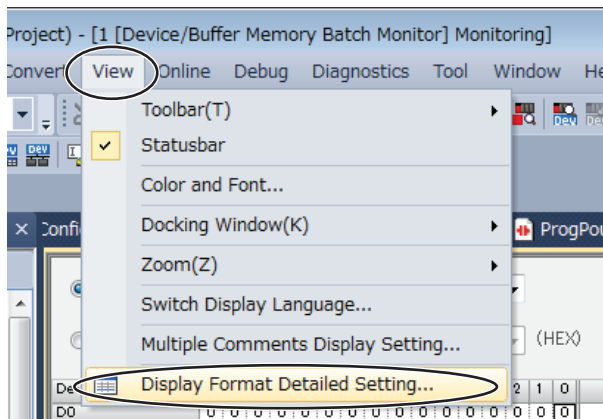 Project) - [1 [Device/Buffer Memory Batch Monitor] Monitoring]
Convert View Online Debug Diagnostics Tool Window He
Toolbar(T)
Statusbar
Dev
Color and Font...
Docking Window(K)
Confi
ProgPou
Zoom(Z)
Switch Display Language...
Multiple Comments Display Setting...
(HEX)
Display Format Detailed Setting...
De 2 1 0
D0 0 0 0 0 0 0 0 0 0 0 0 0 0 0 0 0